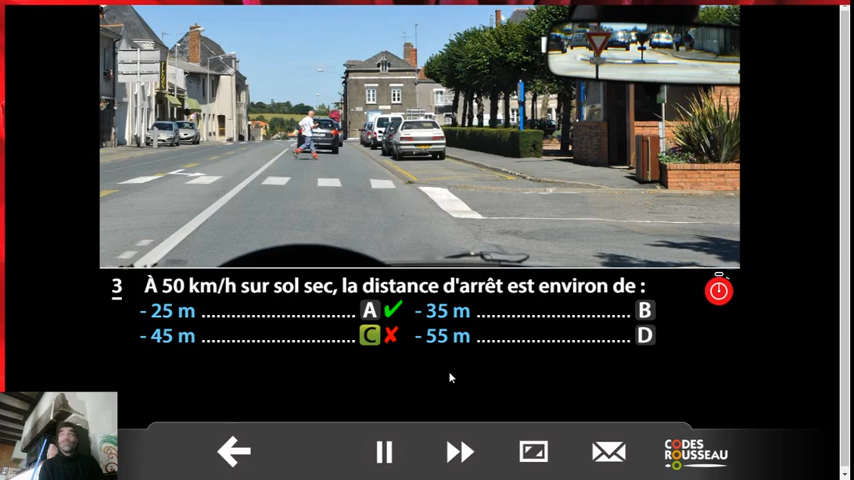 3 À 50 km/h sur sol sec, la distance d'arrêt est environ de :
- 25 m .................................... A ✔ - 35 m .................................... B
- 45 m .................................... C ✘ - 55 m .................................... D
CODES
ROUSSEAU